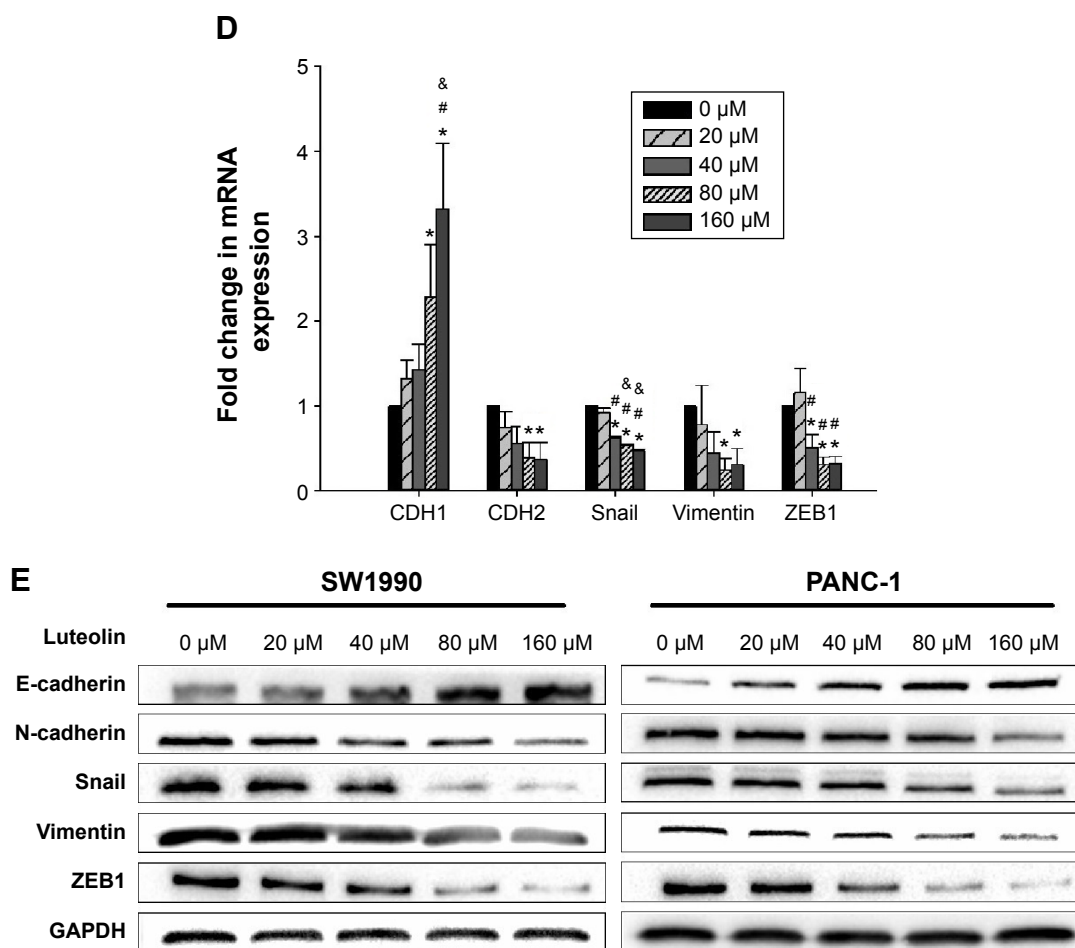 D
Fold change in mRNA
expression
5
4
3
2
1
0
0 µM
20 µM
40 µM
80 µM
160 µM
&
#
*
*
**
&&
# # #
* * *
* *
#
* ##
**
CDH1 CDH2 Snail Vimentin ZEB1
E
SW1990 PANC-1
Luteolin 0 µM 20 µM 40 µM 80 µM 160 µM 0 µM 20 µM 40 µM 80 µM 160 µM
E-cadherin
N-cadherin
Snail
Vimentin
ZEB1
GAPDH